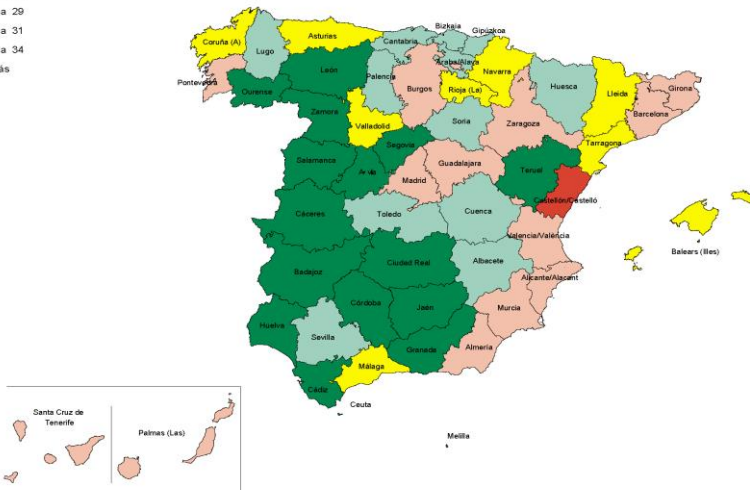 a 29
a 31
a 34
ás
Coruña (A)
Lugo
Asturias
Cantabria
Bizkaia
Gipúzkoa
Araba/Alava
Navarra
Pontevedra
Ourense
León
Palencia
Burgos
Rioja (La)
Huesca
Lleida
Girona
Barcelona
Zamora
Valladolid
Soria
Zaragoza
Tarragona
Segovia
Salamanca
Guadalajara
Teruel
Madrid
Castellón/Castelló
Cáceres
Toledo
Cuenca
Valencia/València
Balears (Illes)
Badajoz
Ciudad Real
Albacete
Alicante/Alacant
Córdoba
Jaén
Murcia
Huelva
Sevilla
Granada
Almería
Málaga
Cádiz
Ceuta
Melilla
Santa Cruz de
Tenerife
Palmas (Las)